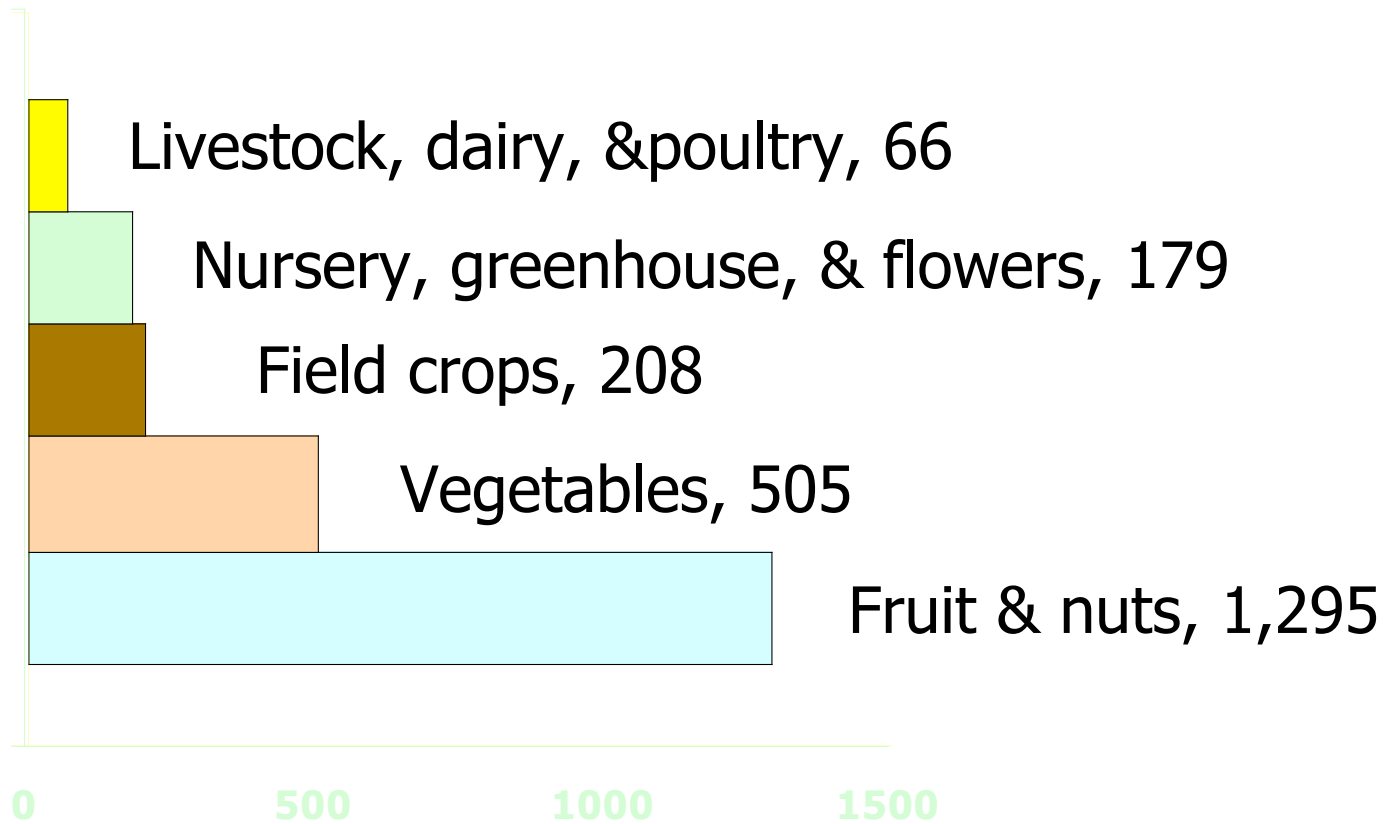 Livestock, dairy, &poultry, 66
Nursery, greenhouse, & flowers, 179
Field crops, 208
Vegetables, 505
Fruit & nuts, 1,295
0 500 1000 1500